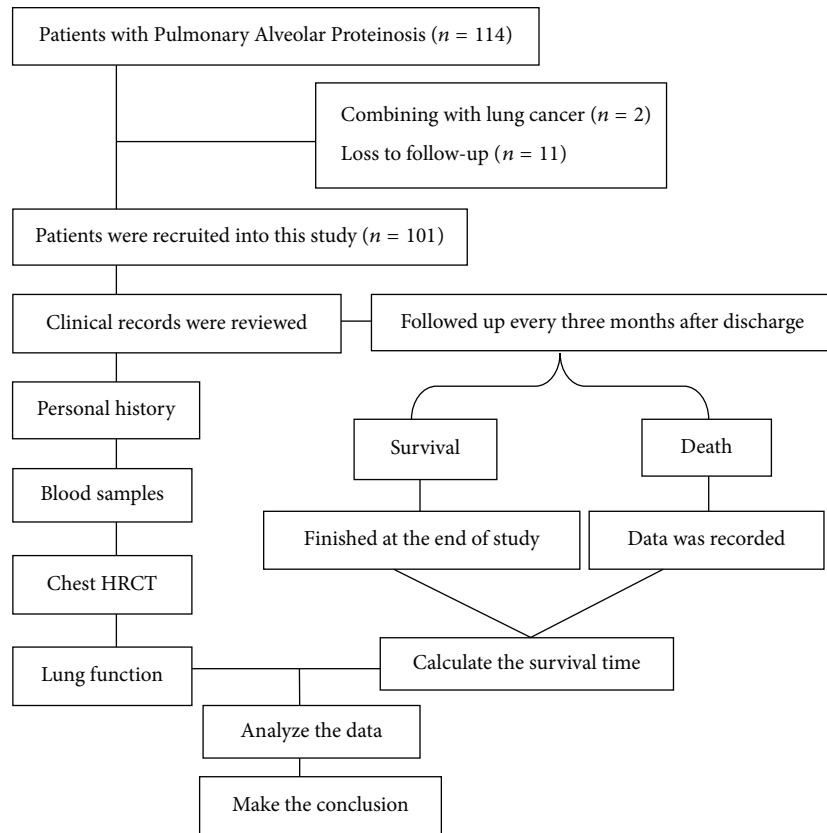 Patients with Pulmonary Alveolar Proteinosis (n = 114)
Combining with lung cancer (n = 2)
Loss to follow-up (n = 11)
Patients were recruited into this study (n = 101)
Clinical records were reviewed
Followed up every three months after discharge
Personal history
Survival
Death
Blood samples
Finished at the end of study
Data was recorded
Chest HRCT
Lung function
Calculate the survival time
Analyze the data
Make the conclusion